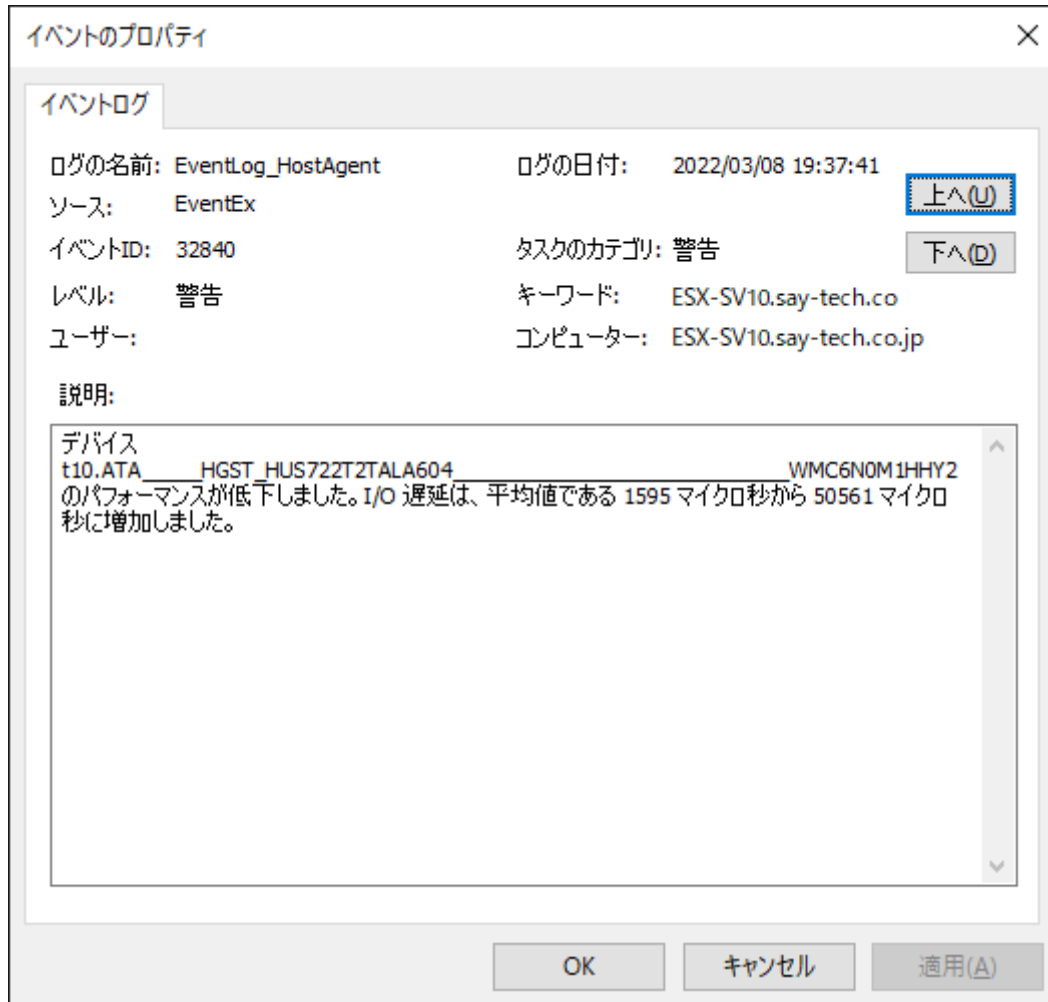 イベントのプロパティ
イベントログ
ログの名前: EventLog_HostAgent
ログの日付: 2022/03/08 19:37:41
上へ(U)
ソース: EventEx
イベントID: 32840
タスクのカテゴリ: 警告
下へ(D)
レベル: 警告
キーワード: ESX-SV10.say-tech.co
ユーザー:
コンピューター: ESX-SV10.say-tech.co.jp
説明:
デバイス
t10.ATA_____HGST_HUS722T2TALA604____________________________WMC6N0M1HHY2
のパフォーマンスが低下しました。I/O 遅延は、平均値である 1595 マイクロ秒から 50561 マイクロ
秒に増加しました。
OK
キャンセル
適用(A)